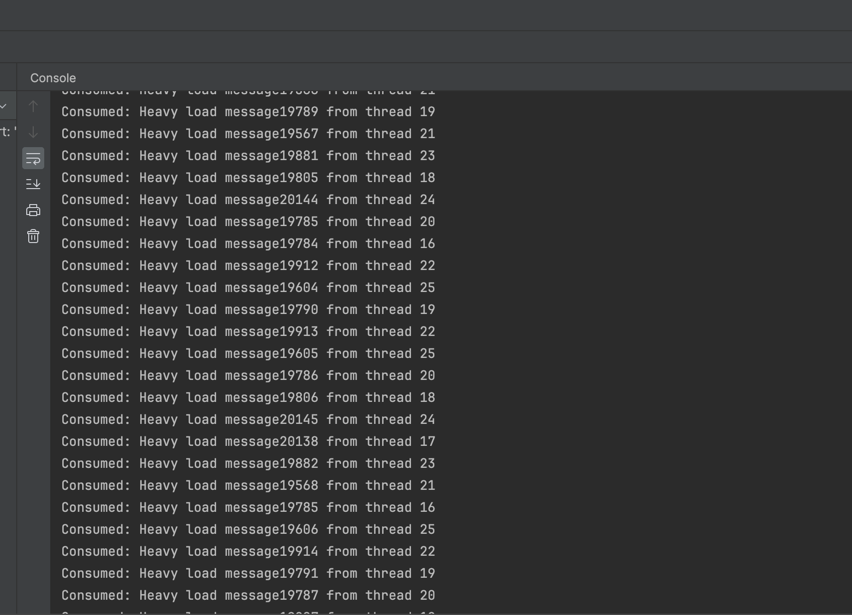 Console
Consumed: Heavy load message19789 from thread 19
rt: '
Consumed: Heavy load message19567 from thread 21
Consumed: Heavy load message19881 from thread 23
Consumed: Heavy load message19805 from thread 18
Consumed: Heavy load message20144 from thread 24
Consumed: Heavy load message19785 from thread 20
Consumed: Heavy load message19784 from thread 16
Consumed: Heavy load message19912 from thread 22
Consumed: Heavy load message19604 from thread 25
Consumed: Heavy load message19790 from thread 19
Consumed: Heavy load message19913 from thread 22
Consumed: Heavy load message19605 from thread 25
Consumed: Heavy load message19786 from thread 20
Consumed: Heavy load message19806 from thread 18
Consumed: Heavy load message20145 from thread 24
Consumed: Heavy load message20138 from thread 17
Consumed: Heavy load message19882 from thread 23
Consumed: Heavy load message19568 from thread 21
Consumed: Heavy load message19785 from thread 16
Consumed: Heavy load message19606 from thread 25
Consumed: Heavy load message19914 from thread 22
Consumed: Heavy load message19791 from thread 19
Consumed: Heavy load message19787 from thread 20